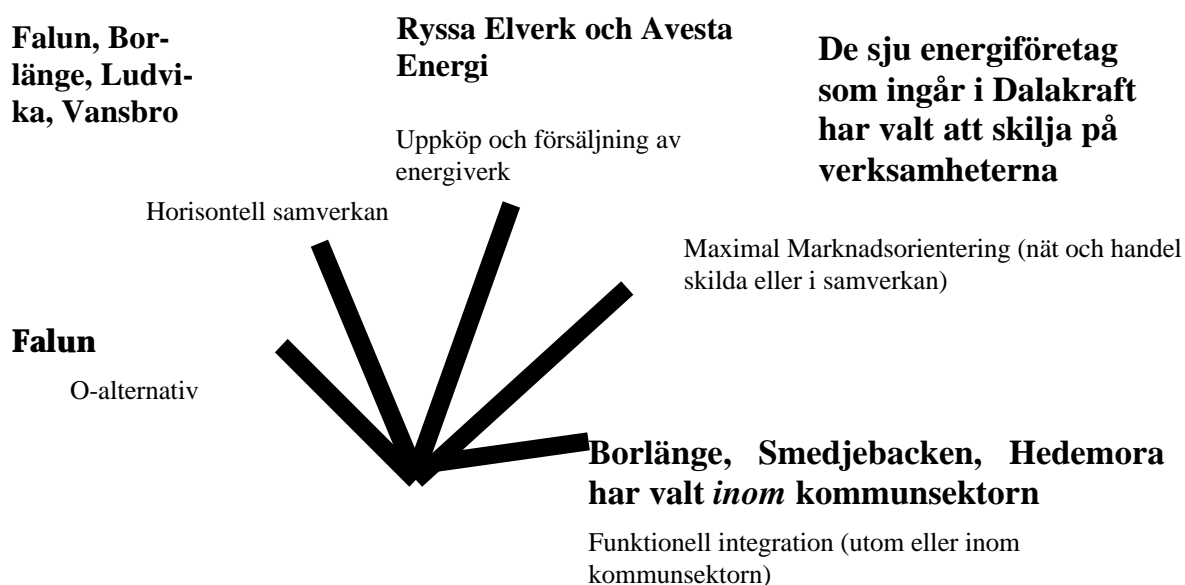 Falun, Bor-
länge, Ludvi-
ka, Vansbro
Ryssa Elverk och Avesta
Energi
Uppköp och försäljning av
energiverk
De sju energiföretag
som ingår i Dalakraft
har valt att skilja på
verksamheterna
Horisontell samverkan
Maximal Marknadsorientering (nät och handel
skilda eller i samverkan)
Falun
O-alternativ
Borlänge, Smedjebacken, Hedemora
har valt inom kommunsektorn
Funktionell integration (utom eller inom
kommunsektorn)